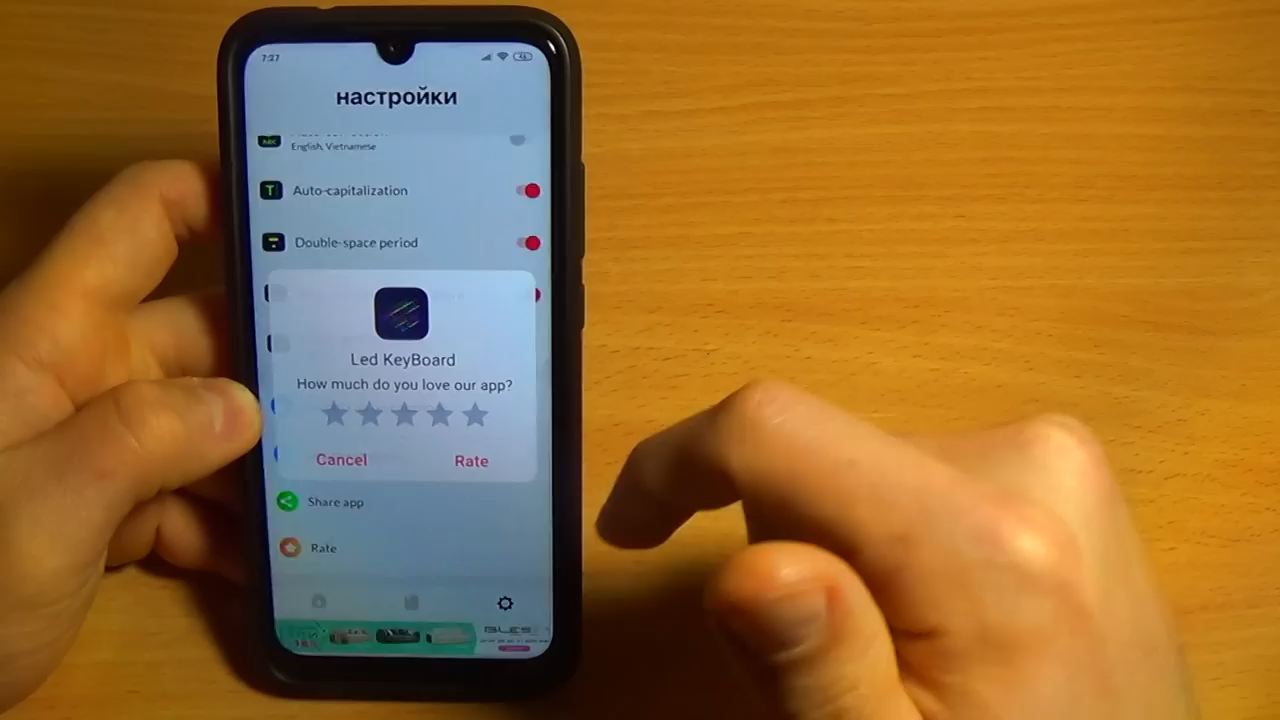 7:27
настройки
English, Vietnamese
Auto-capitalization
Double-space period
Led KeyBoard
How much do you love our app?
Cancel Rate
Share app
Rate